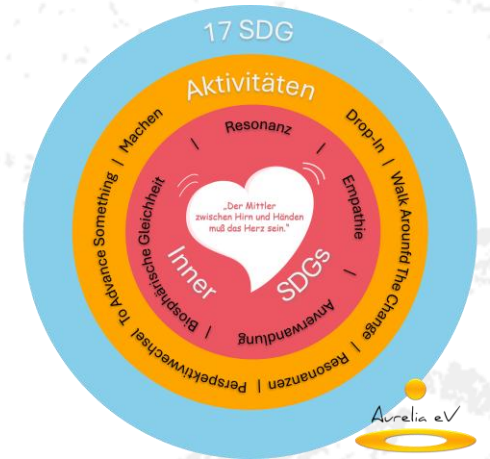 17 SDG
Aktivitäten
Machen | Perspektivwechsel To Advance Something
Drop-In | Walk Arounfd The Change | Resonanzen |
| Resonanz |
Empathie |
Anverwandlung
| Biosphärische Gleichheit
„Der Mittler
zwischen Hirn und Händen
muß das Herz sein.“
Inner SDGs
Aurelia eV